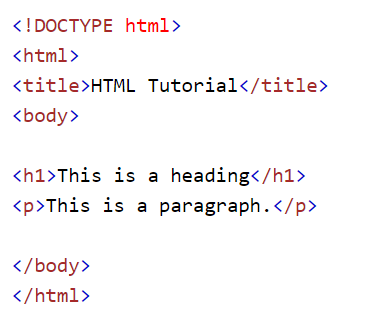 <!DOCTYPE html>
<html>
<title>HTML Tutorial</title>
<body>

<h1>This is a heading</h1>
<p>This is a paragraph.</p>

</body>
</html>